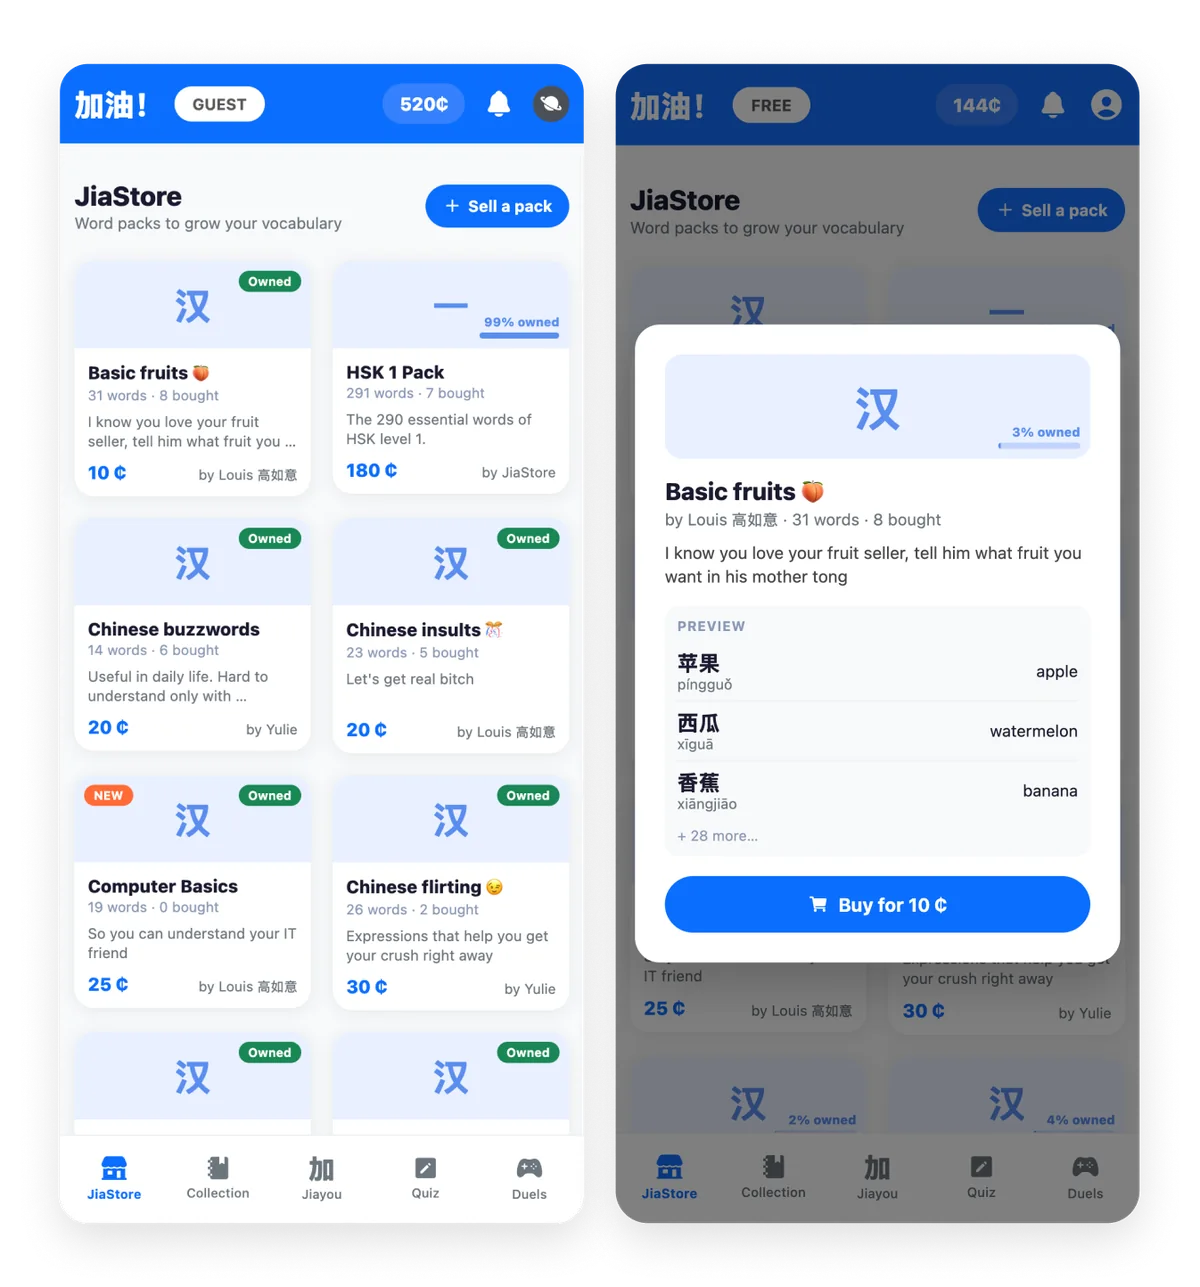 加油!
GUEST
520₵
JiaStore
Word packs to grow your vocabulary
+ Sell a pack
汉
Owned
Basic fruits 🍑
31 words · 8 bought
I know you love your fruit
seller, tell him what fruit you ...
10 ₵
by Louis 高如意
一
99% owned
HSK 1 Pack
291 words · 7 bought
The 290 essential words of
HSK level 1.
180 ₵
by JiaStore
汉
Owned
Chinese buzzwords
14 words · 6 bought
Useful in daily life. Hard to
understand only with ...
20 ₵
by Yulie
汉
Owned
Chinese insults 🎊
23 words · 5 bought
Let's get real bitch
20 ₵
by Louis 高如意
NEW
汉
Owned
Computer Basics
19 words · 0 bought
So you can understand your IT
friend
25 ₵
by Louis 高如意
汉
Owned
Chinese flirting 😉
26 words · 2 bought
Expressions that help you get
your crush right away
30 ₵
by Yulie
汉
Owned
汉
Owned
JiaStore
Collection
加
Jiayou
Quiz
Duels
加油!
FREE
144₵
JiaStore
Word packs to grow your vocabulary
+ Sell a pack
汉
一
汉
3% owned
Basic fruits 🍑
by Louis 高如意 · 31 words · 8 bought
I know you love your fruit seller, tell him what fruit you
want in his mother tong
PREVIEW
苹果
píngguǒ
apple
西瓜
xīguā
watermelon
香蕉
xiāngjiāo
banana
+ 28 more...
Buy for 10 ₵
IT friend
25 ₵
by Louis 高如意
Expressions that help you get
your crush right away
30 ₵
by Yulie
汉
2% owned
汉
4% owned
JiaStore
Collection
加
Jiayou
Quiz
Duels